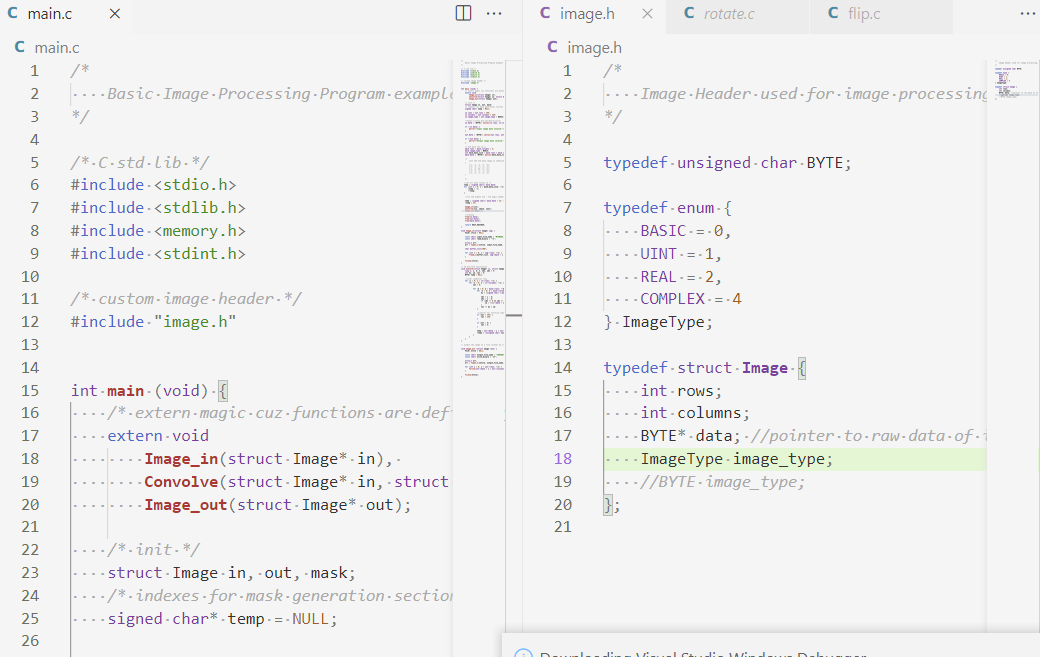 C main.c
C image.h
C rotate.c
C flip.c
C main.c
1 /*
2 Basic Image Processing Program
3 */
4
5 /* C std lib */
6 #include <stdio.h>
7 #include <stdlib.h>
8 #include <memory.h>
9 #include <stdint.h>
10
11 /* custom image header */
12 #include "image.h"
13
14
15 int main (void) {
16 /* extern magic cuz functions are
17 extern void
18 Image_in(struct Image* in),
19 Convolve(struct Image* in, struct
20 Image_out(struct Image* out);
21
22 /* init */
23 struct Image in, out, mask;
24 /* indexes for mask generation
25 signed char* temp = NULL;
26
C image.h
1 /*
2 Image Header used for image processing
3 */
4
5 typedef unsigned char BYTE;
6
7 typedef enum {
8 BASIC = 0,
9 UINT = 1,
10 REAL = 2,
11 COMPLEX = 4
12 } ImageType;
13
14 typedef struct Image {
15 int rows;
16 int columns;
17 BYTE* data; //pointer to raw data of
18 ImageType image_type;
19 //BYTE image_type;
20 };
21
Downloading Visual Studio Windows Debugger